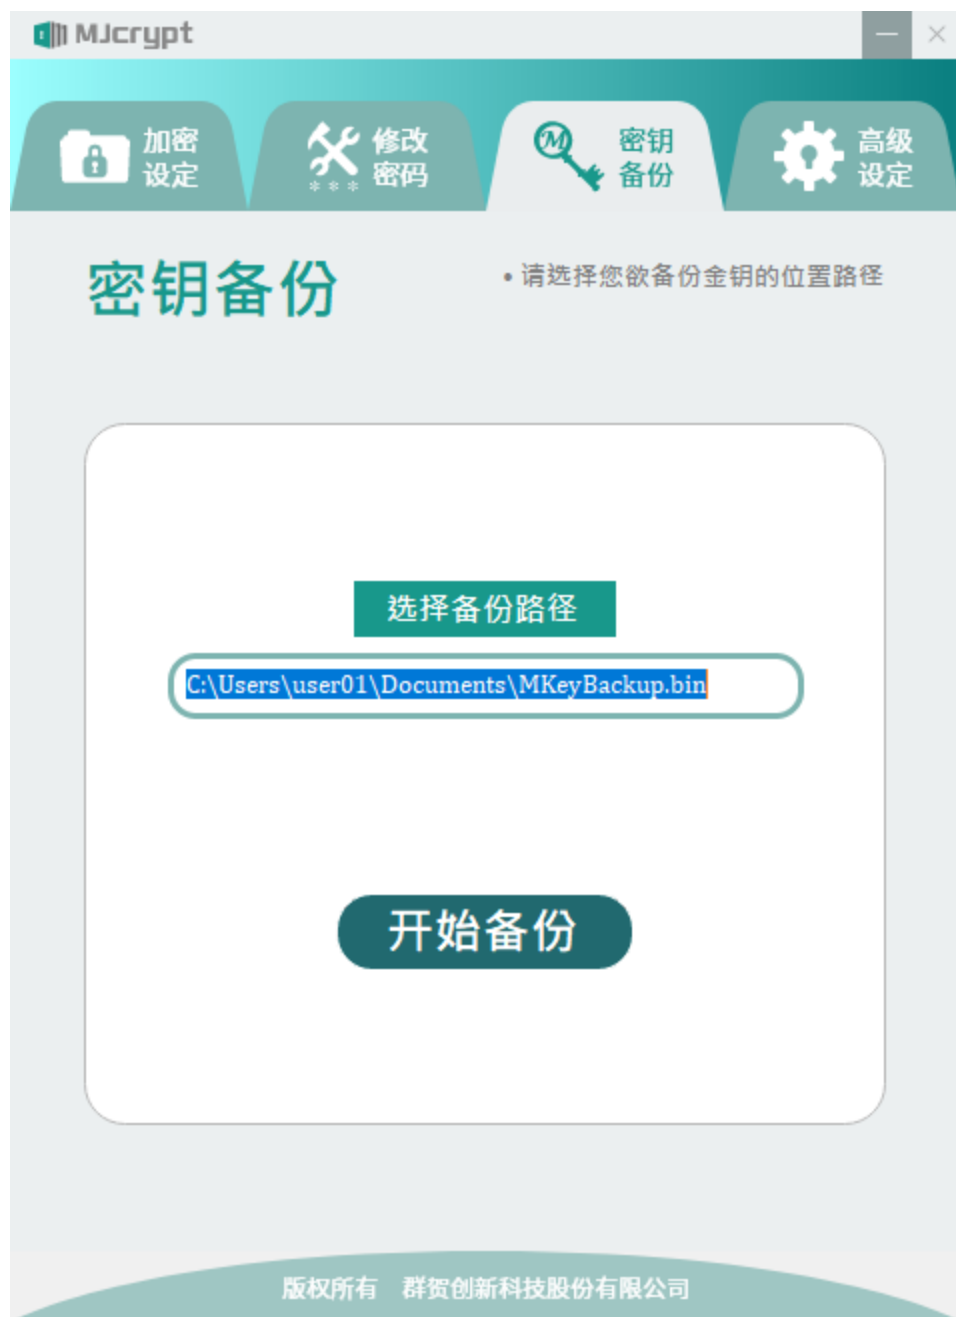 MJcrypt
加密
设定
修改
密码
***
密钥
备份
高级
设定
密钥备份
• 请选择您欲备份金钥的位置路径
选择备份路径
C:\Users\user01\Documents\MKeyBackup.bin
开始备份
版权所有 群贺创新科技股份有限公司